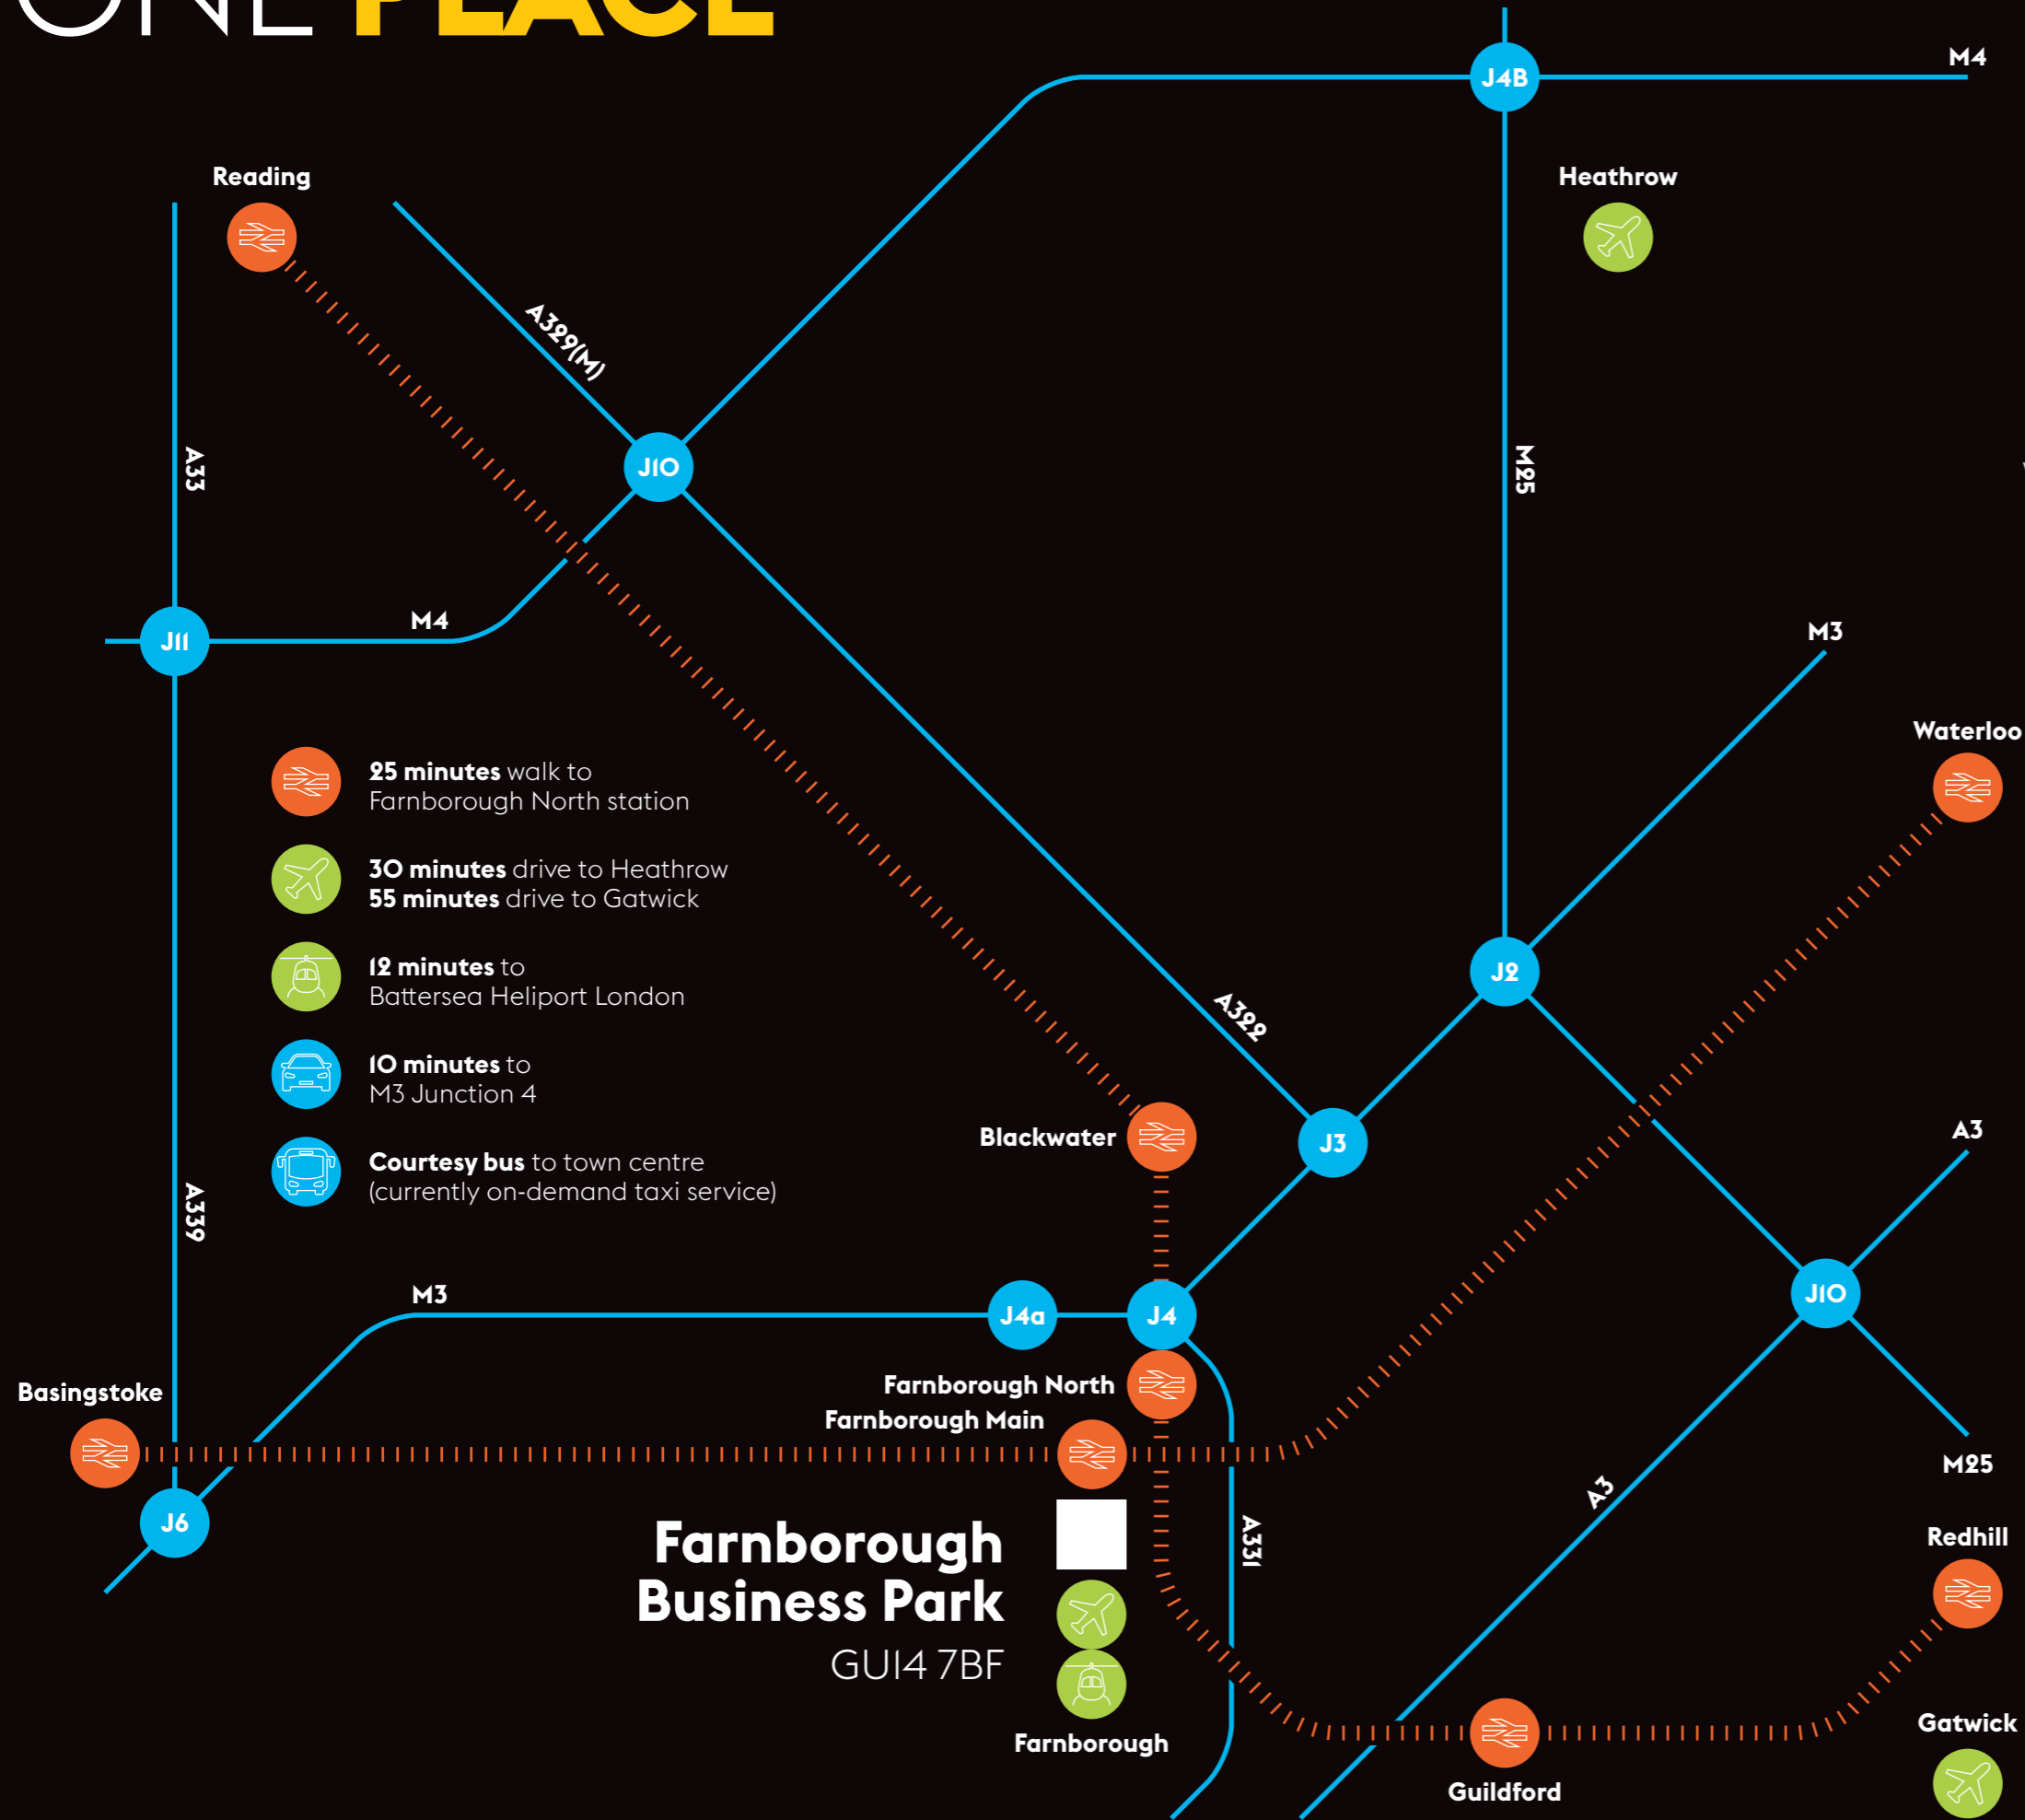 ONE PLACE
M4
J4B
Reading
Heathrow
A329(M)
A33
J10
M25
J11
M4
M3
Waterloo
25 minutes walk to
Farnborough North station
30 minutes drive to Heathrow
55 minutes drive to Gatwick
12 minutes to
Battersea Heliport London
10 minutes to
M3 Junction 4
Courtesy bus to town centre
(currently on-demand taxi service)
J2
A322
Blackwater
J3
A3
A339
M3
J4a
J4
J10
Basingstoke
Farnborough North
Farnborough Main
M25
A3
J6
A331
Redhill
Farnborough
Business Park
GU14 7BF
Farnborough
Guildford
Gatwick